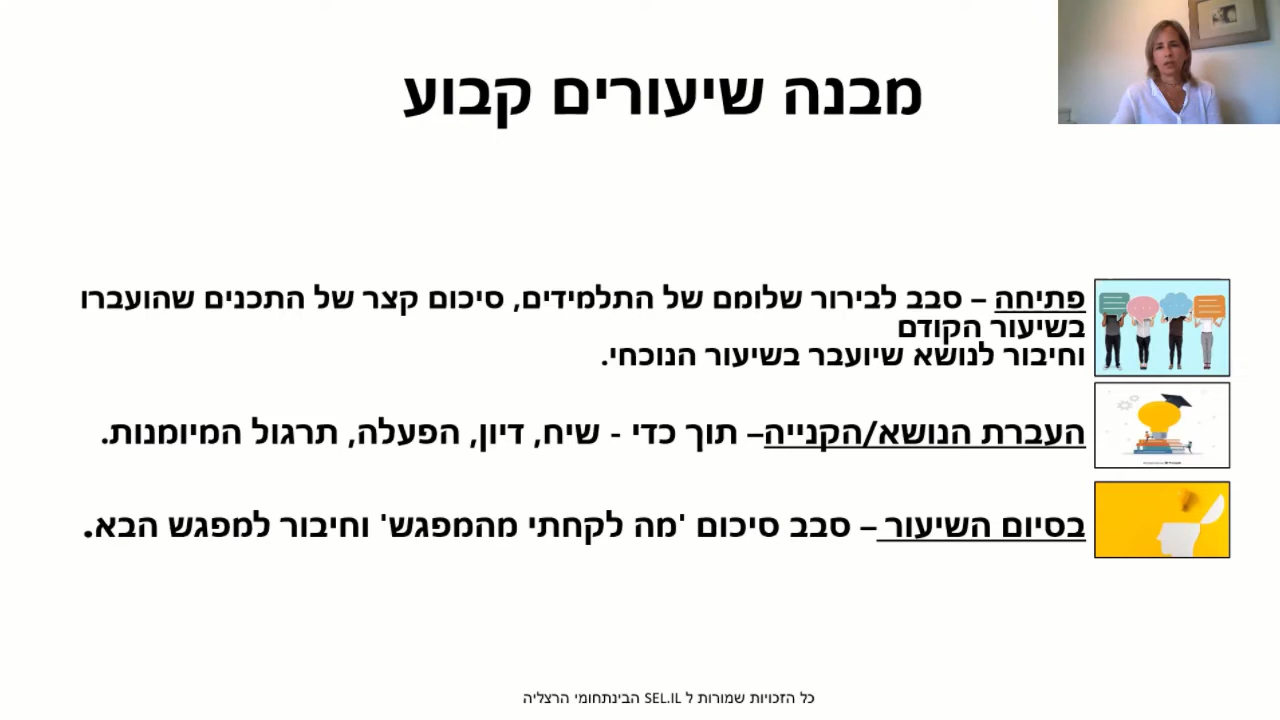 מבנה שיעורים קבוע
פתיחה – סבב לבירור שלומם של התלמידים, סיכום קצר של התכנים שהועברו
בשיעור הקודם
וחיבור לנושא שיועבר בשיעור הנוכחי.
העברת הנושא/הקנייה– תוך כדי - שיח, דיון, הפעלה, תרגול המיומנות.
בסיום השיעור – סבב סיכום 'מה לקחתי מהמפגש' וחיבור למפגש הבא.
כל הזכויות שמורות ל SEL.IL הבינתחומי הרצליה